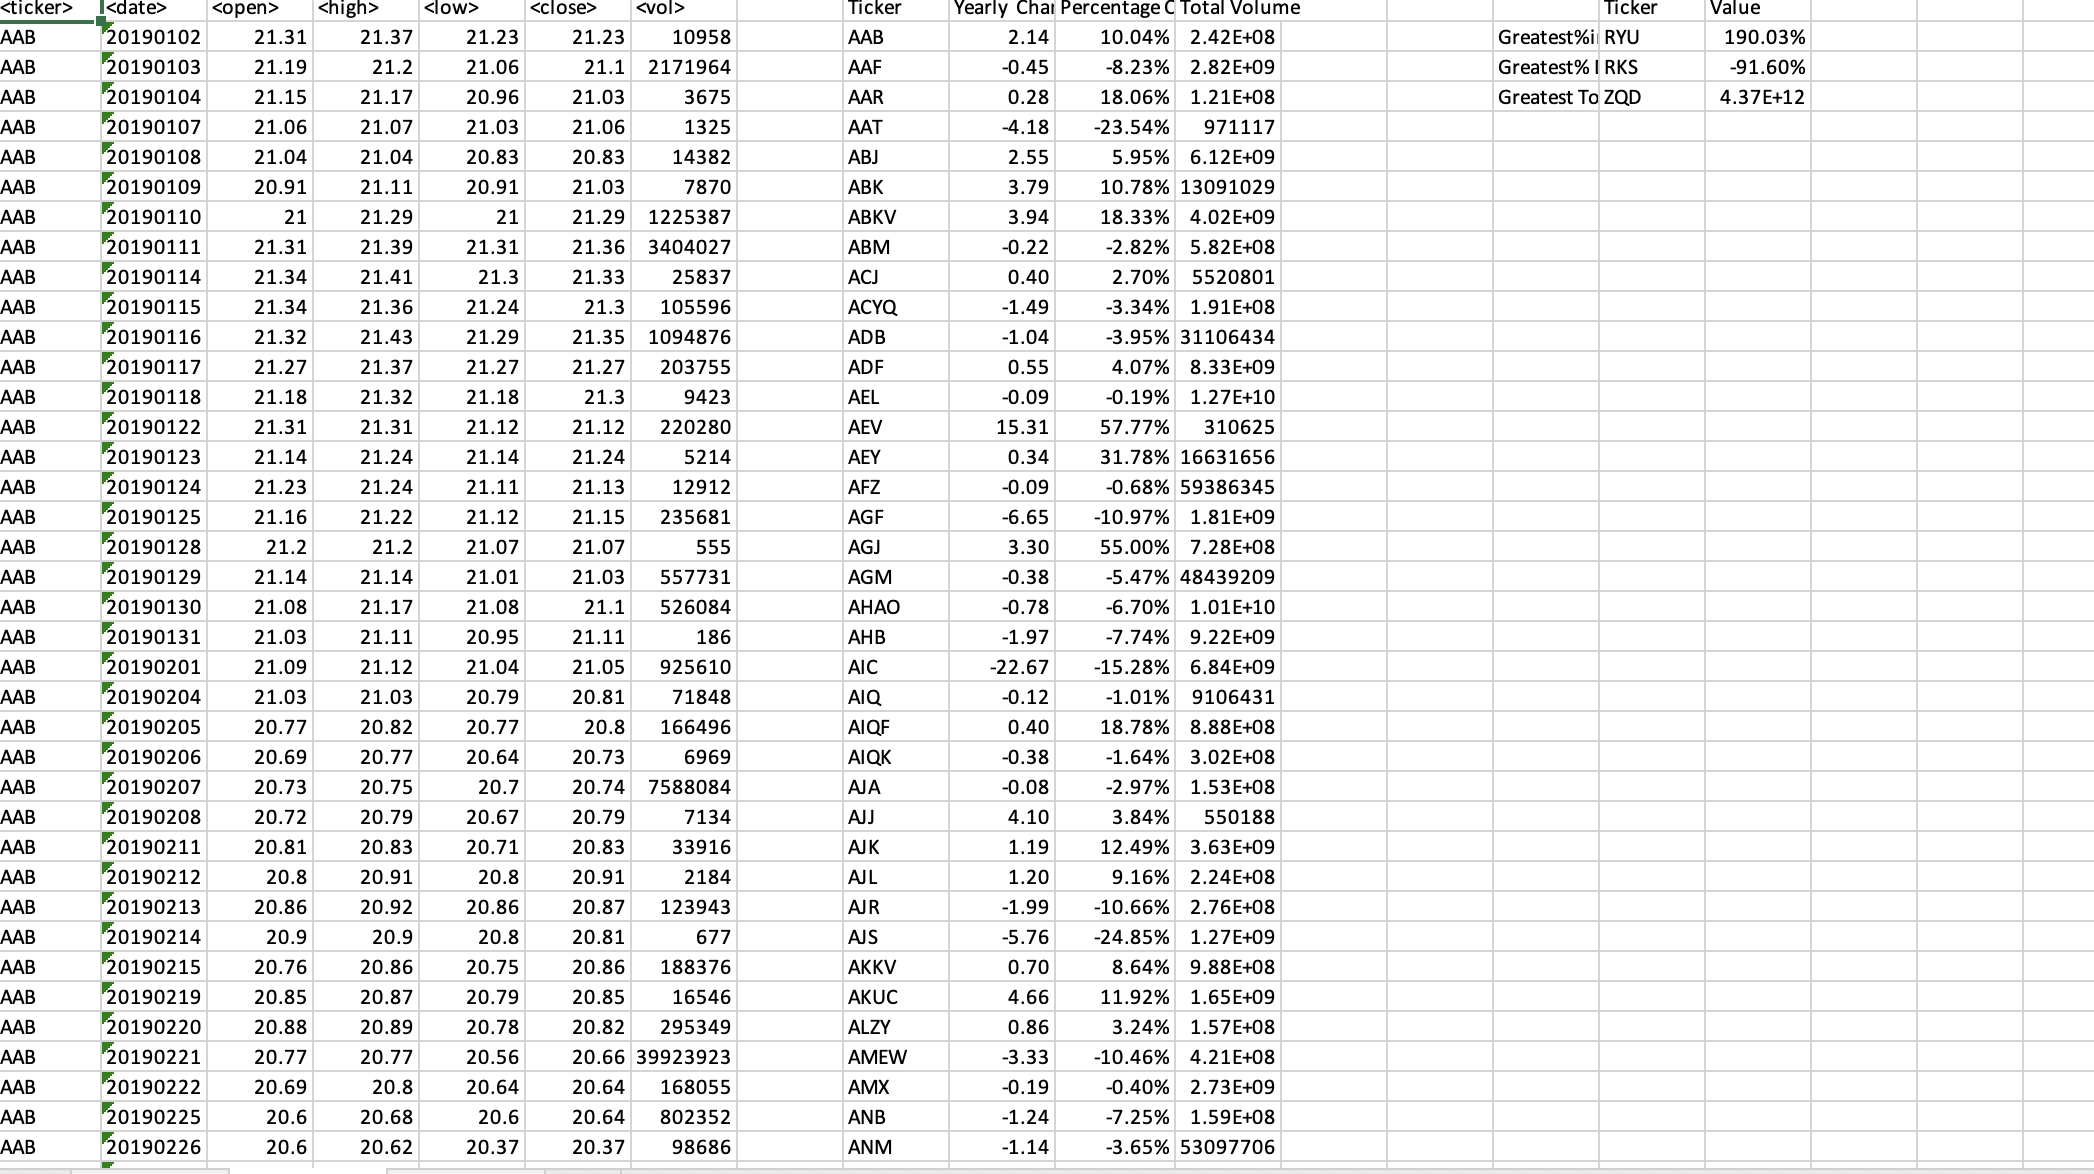 <ticker> <date> <open> <high> <low> <close> <vol> Ticker Yearly Char Percentage C Total Volume Ticker Value
AAB 20190102 21.31 21.37 21.23 21.23 10958 AAB 2.14 10.04% 2.42E+08 Greatest%i RYU 190.03%
AAB 20190103 21.19 21.2 21.06 21.1 2171964 AAF -0.45 -8.23% 2.82E+09 Greatest% RKS -91.60%
AAB 20190104 21.15 21.17 20.96 21.03 3675 AAR 0.28 18.06% 1.21E+08 Greatest To ZQD 4.37E+12
AAB 20190107 21.06 21.07 21.03 21.06 1325 AAT -4.18 -23.54% 971117
AAB 20190108 21.04 21.04 20.83 20.83 14382 ABJ 2.55 5.95% 6.12E+09
AAB 20190109 20.91 21.11 20.91 21.03 7870 ABK 3.79 10.78% 13091029
AAB 20190110 21 21.29 21 21.29 1225387 ABKV 3.94 18.33% 4.02E+09
AAB 20190111 21.31 21.39 21.31 21.36 3404027 ABM -0.22 -2.82% 5.82E+08
AAB 20190114 21.34 21.41 21.3 21.33 25837 ACJ 0.40 2.70% 5520801
AAB 20190115 21.34 21.36 21.24 21.3 105596 ACYQ -1.49 -3.34% 1.91E+08
AAB 20190116 21.32 21.43 21.29 21.35 1094876 ADB -1.04 -3.95% 31106434
AAB 20190117 21.27 21.37 21.27 21.27 203755 ADF 0.55 4.07% 8.33E+09
AAB 20190118 21.18 21.32 21.18 21.3 9423 AEL -0.09 -0.19% 1.27E+10
AAB 20190122 21.31 21.31 21.12 21.12 220280 AEV 15.31 57.77% 310625
AAB 20190123 21.14 21.24 21.14 21.24 5214 AEY 0.34 31.78% 16631656
AAB 20190124 21.23 21.24 21.11 21.13 12912 AFZ -0.09 -0.68% 59386345
AAB 20190125 21.16 21.22 21.12 21.15 235681 AGF -6.65 -10.97% 1.81E+09
AAB 20190128 21.2 21.2 21.07 21.07 555 AGJ 3.30 55.00% 7.28E+08
AAB 20190129 21.14 21.14 21.01 21.03 557731 AGM -0.38 -5.47% 48439209
AAB 20190130 21.08 21.17 21.08 21.1 526084 AHAO -0.78 -6.70% 1.01E+10
AAB 20190131 21.03 21.11 20.95 21.11 186 AHB -1.97 -7.74% 9.22E+09
AAB 20190201 21.09 21.12 21.04 21.05 925610 AIC -22.67 -15.28% 6.84E+09
AAB 20190204 21.03 21.03 20.79 20.81 71848 AIQ -0.12 -1.01% 9106431
AAB 20190205 20.77 20.82 20.77 20.8 166496 AIQF 0.40 18.78% 8.88E+08
AAB 20190206 20.69 20.77 20.64 20.73 6969 AIQK -0.38 -1.64% 3.02E+08
AAB 20190207 20.73 20.75 20.7 20.74 7588084 AJA -0.08 -2.97% 1.53E+08
AAB 20190208 20.72 20.79 20.67 20.79 7134 AJJ 4.10 3.84% 550188
AAB 20190211 20.81 20.83 20.71 20.83 33916 AJK 1.19 12.49% 3.63E+09
AAB 20190212 20.8 20.91 20.8 20.91 2184 AJL 1.20 9.16% 2.24E+08
AAB 20190213 20.86 20.92 20.86 20.87 123943 AJR -1.99 -10.66% 2.76E+08
AAB 20190214 20.9 20.9 20.8 20.81 677 AJS -5.76 -24.85% 1.27E+09
AAB 20190215 20.76 20.86 20.75 20.86 188376 AKKV 0.70 8.64% 9.88E+08
AAB 20190219 20.85 20.87 20.79 20.85 16546 AKUC 4.66 11.92% 1.65E+09
AAB 20190220 20.88 20.89 20.78 20.82 295349 ALZY 0.86 3.24% 1.57E+08
AAB 20190221 20.77 20.77 20.56 20.66 39923923 AMEW -3.33 -10.46% 4.21E+08
AAB 20190222 20.69 20.8 20.64 20.64 168055 AMX -0.19 -0.40% 2.73E+09
AAB 20190225 20.6 20.68 20.6 20.64 802352 ANB -1.24 -7.25% 1.59E+08
AAB 20190226 20.6 20.62 20.37 20.37 98686 ANM -1.14 -3.65% 53097706